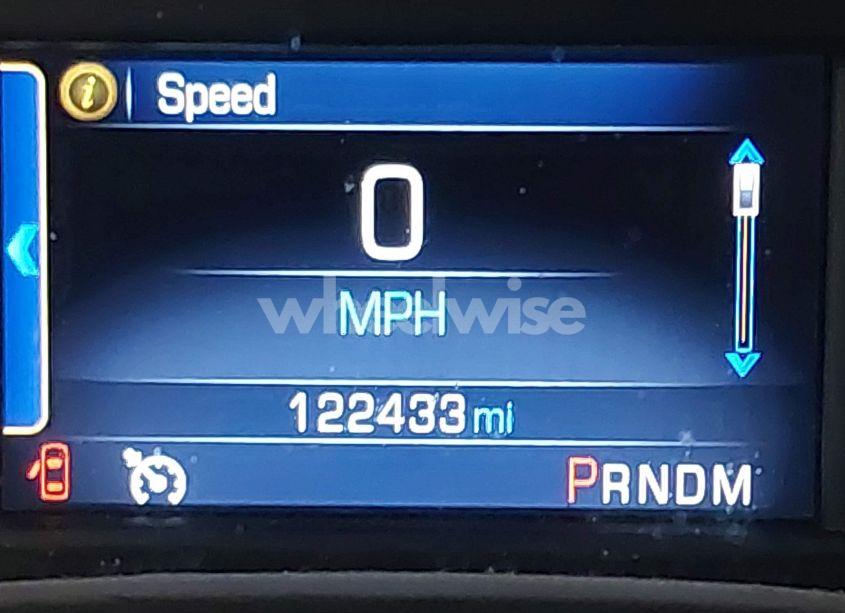 i Speed
0
MPH
wheelwise
122433 mi
PRNDM